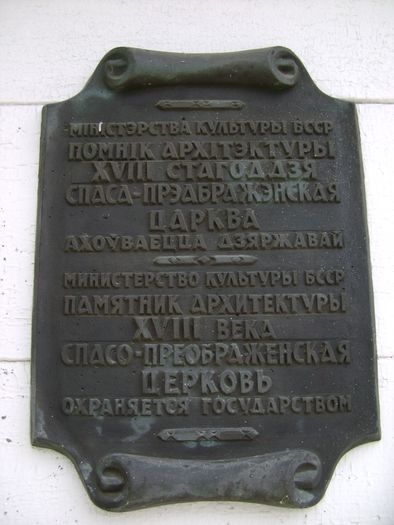 МІНІСТЭРСТВА КУЛЬТУРЫ БССР
ПОМНІК АРХІТЭКТУРЫ
XVIII СТАГОДДЗЯ
СПАСА-ПРЭАБРАЖЭНСКАЯ
ЦАРКВА
АХОЎВАЕЦЦА ДЗЯРЖАВАЙ
МИНИСТЕРСТВО КУЛЬТУРЫ БССР
ПАМЯТНИК АРХИТЕКТУРЫ
XVIII ВЕКА
СПАСО-ПРЕОБРАЖЕНСКАЯ
ЦЕРКОВЬ
ОХРАНЯЕТСЯ ГОСУДАРСТВОМ